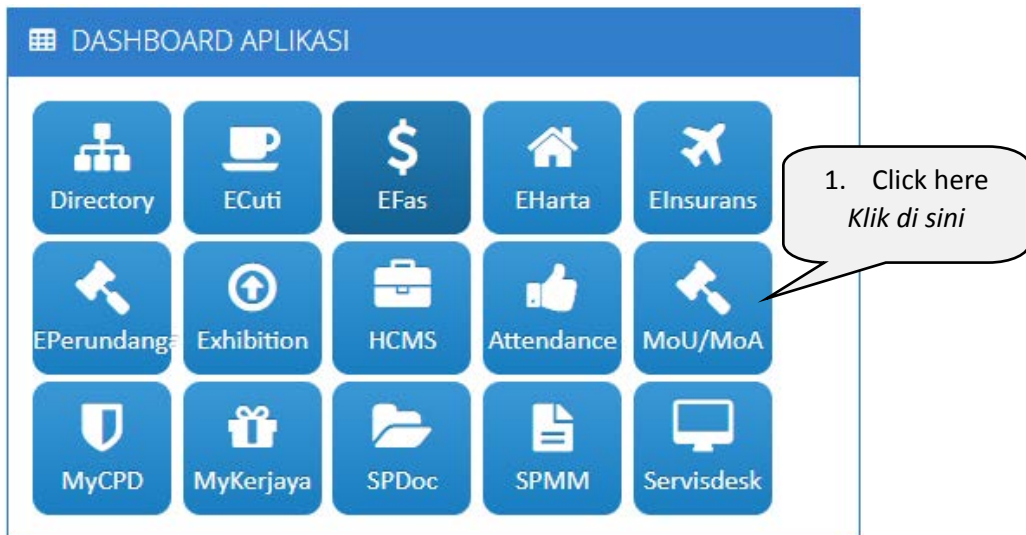 DASHBOARD APLIKASI
Directory
ECuti
EFas
EHarta
EInsurans
1. Click here
Klik di sini
EPerundanga
Exhibition
HCMS
Attendance
MoU/MoA
MyCPD
MyKerjaya
SPDoc
SPMM
Servisdesk